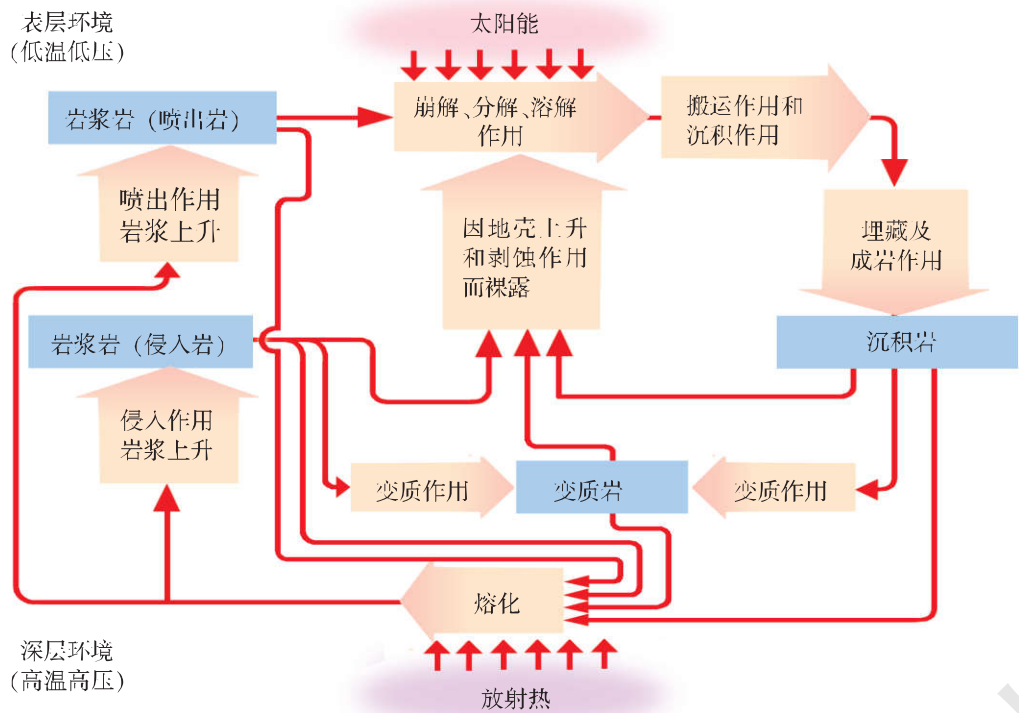 表层环境
(低温低压)
太阳能
岩浆岩（喷出岩）
崩解、分解、溶解
作用
搬运作用和
沉积作用
喷出作用
岩浆上升
因地壳上升
和剥蚀作用
而裸露
埋藏及
成岩作用
岩浆岩（侵入岩）
沉积岩
侵入作用
岩浆上升
变质作用
变质岩
变质作用
熔化
深层环境
(高温高压)
放射热